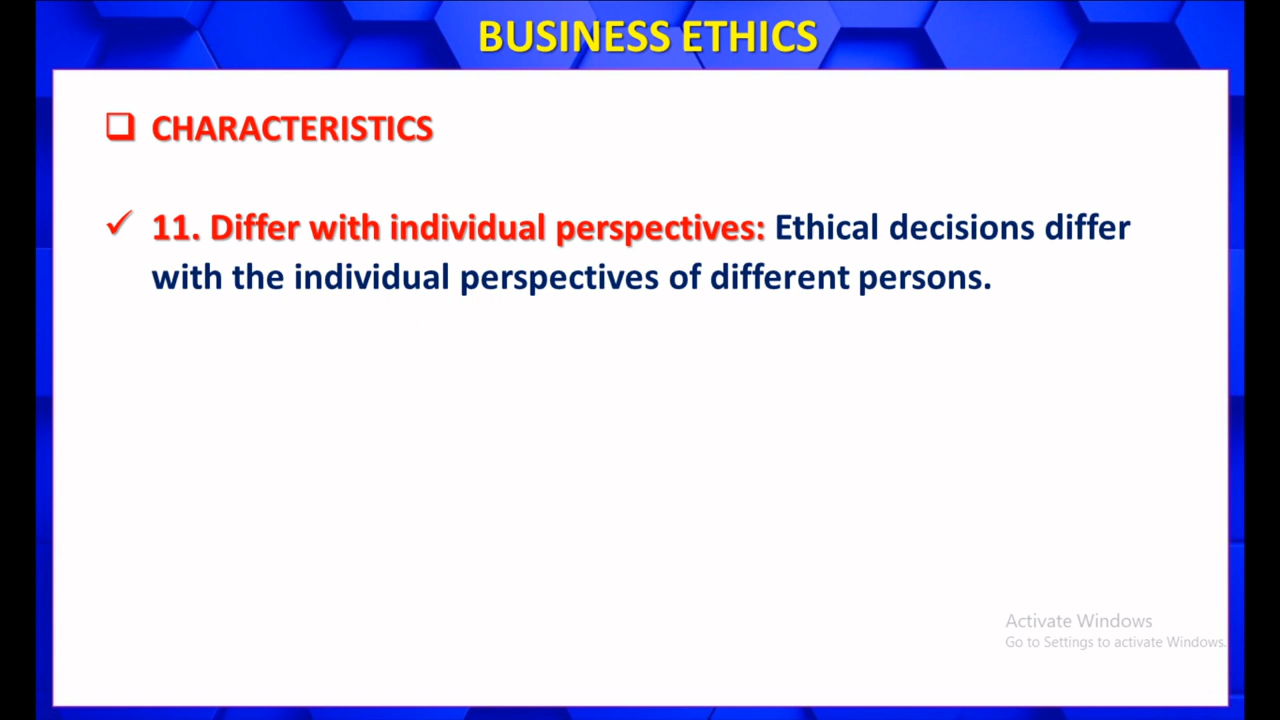 BUSINESS ETHICS
CHARACTERISTICS
11. Differ with individual perspectives: Ethical decisions differ
with the individual perspectives of different persons.
Activate Windows
Go to Settings to activate Windows.